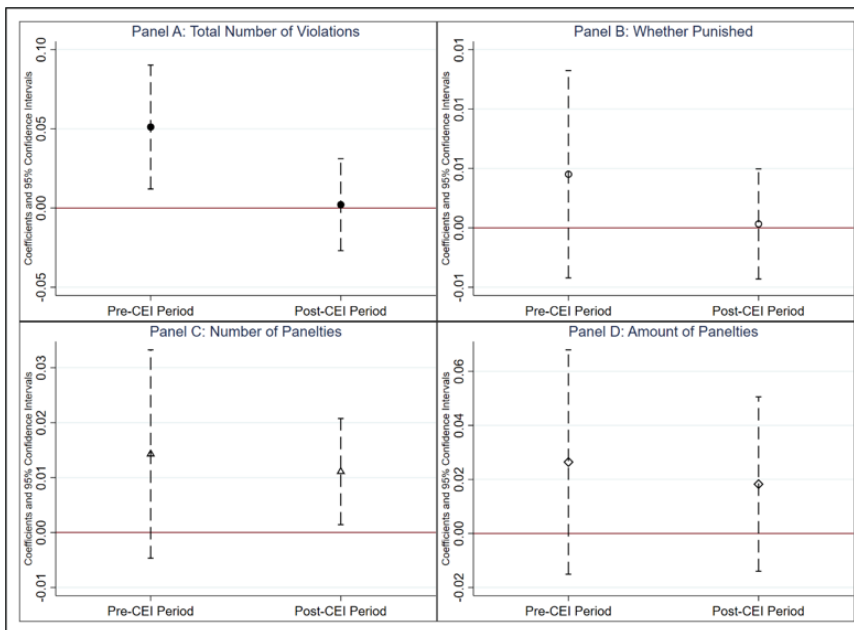 Panel A: Total Number of Violations
Coefficients and 95% Confidence Intervals
0.10
0.05
0.00
-0.05
Pre-CEI Period
Post-CEI Period
Panel B: Whether Punished
Coefficients and 95% Confidence Intervals
0.01
0.01
0.01
0.00
-0.01
Pre-CEI Period
Post-CEI Period
Panel C: Number of Panelties
Coefficients and 95% Confidence Intervals
0.03
0.02
0.01
0.00
-0.01
Pre-CEI Period
Post-CEI Period
Panel D: Amount of Panelties
Coefficients and 95% Confidence Intervals
0.06
0.04
0.02
0.00
-0.02
Pre-CEI Period
Post-CEI Period